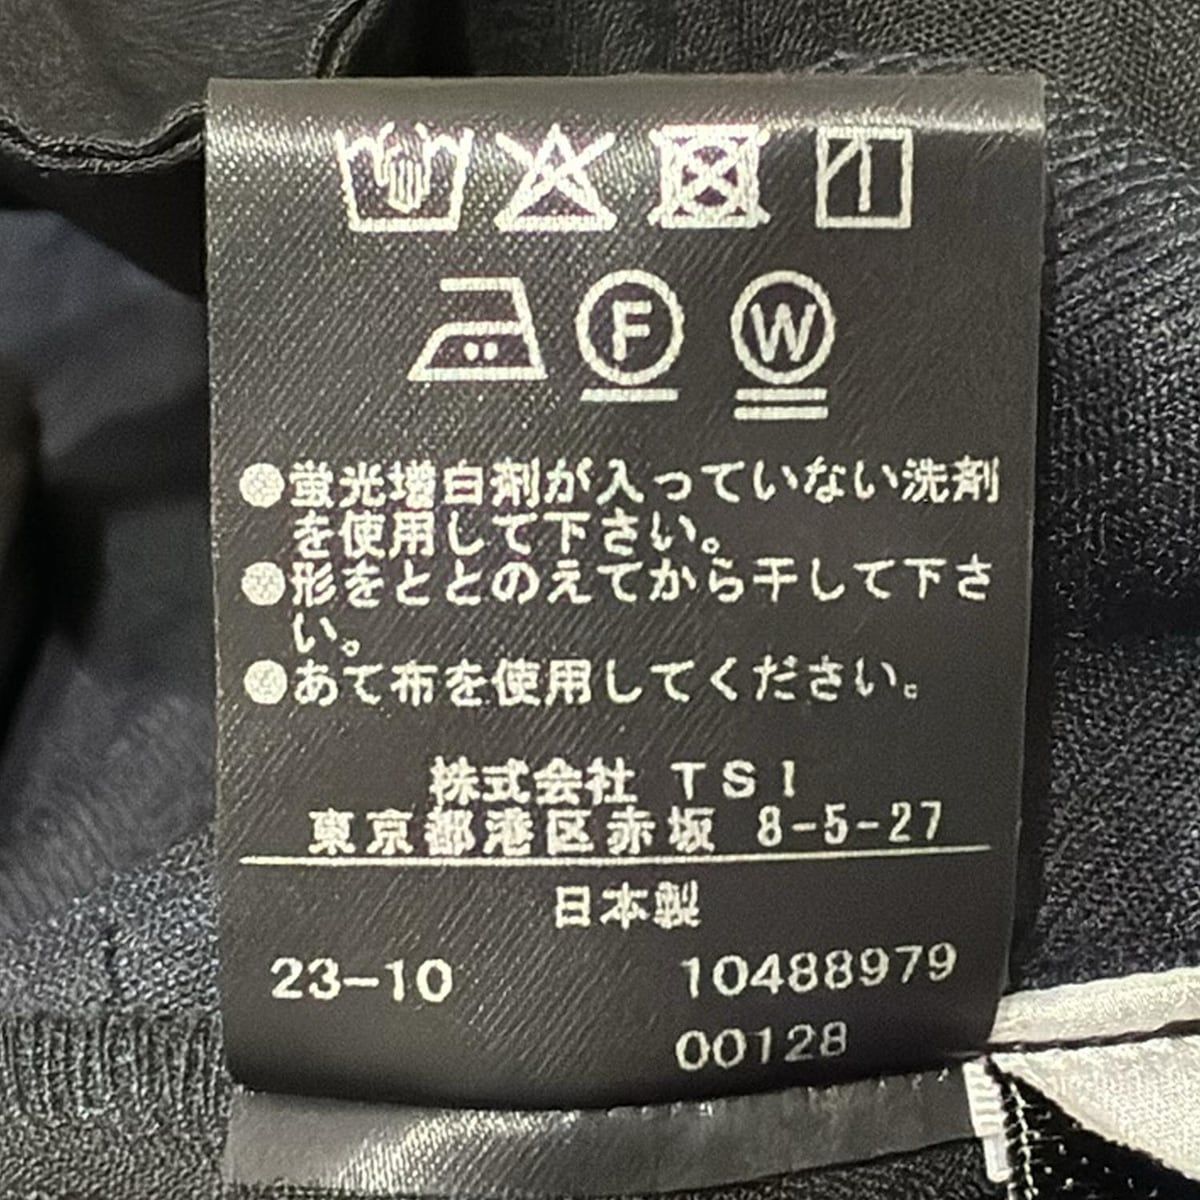 F W
●蛍光増白剤が入っていない洗剤
を使用して下さい。
●形をととのえてから干して下さ
い。
●あて布を使用してください。
株式会社 TSI
東京都港区赤坂 8-5-27
日本製
23-10 10488979
00128